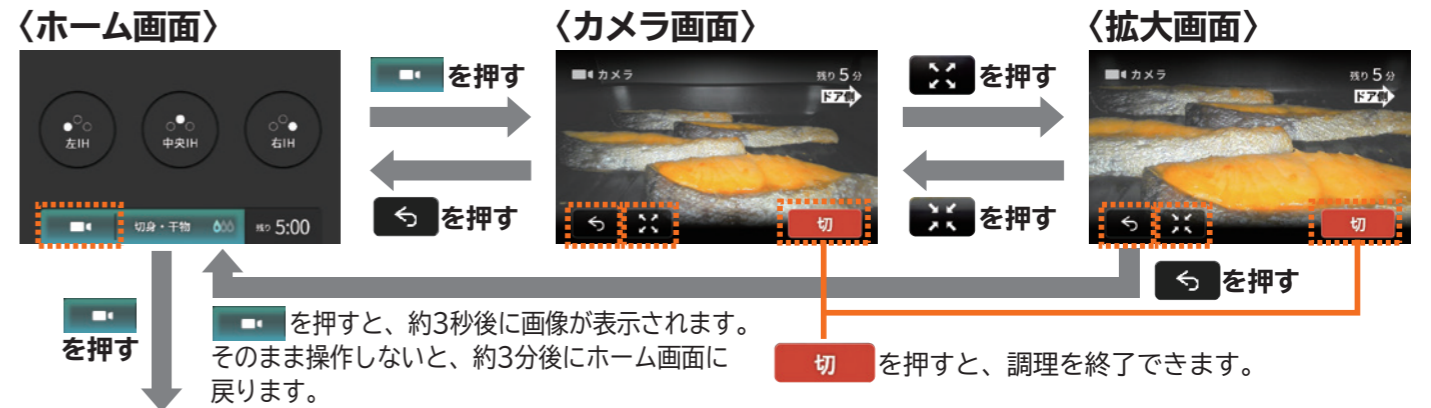 〈ホーム画面〉
〈カメラ画面〉
〈拡大画面〉
左IH
中央IH
右IH
切身・干物
残り 5:00
を押す
を押す
カメラ
残り 5 分
ドア側
切
を押す
を押す
カメラ
残り 5 分
ドア側
切
を押す
を押す
を押すと、約3秒後に画像が表示されます。
そのまま操作しないと、約3分後にホーム画面に
戻ります。
切 を押すと、調理を終了できます。